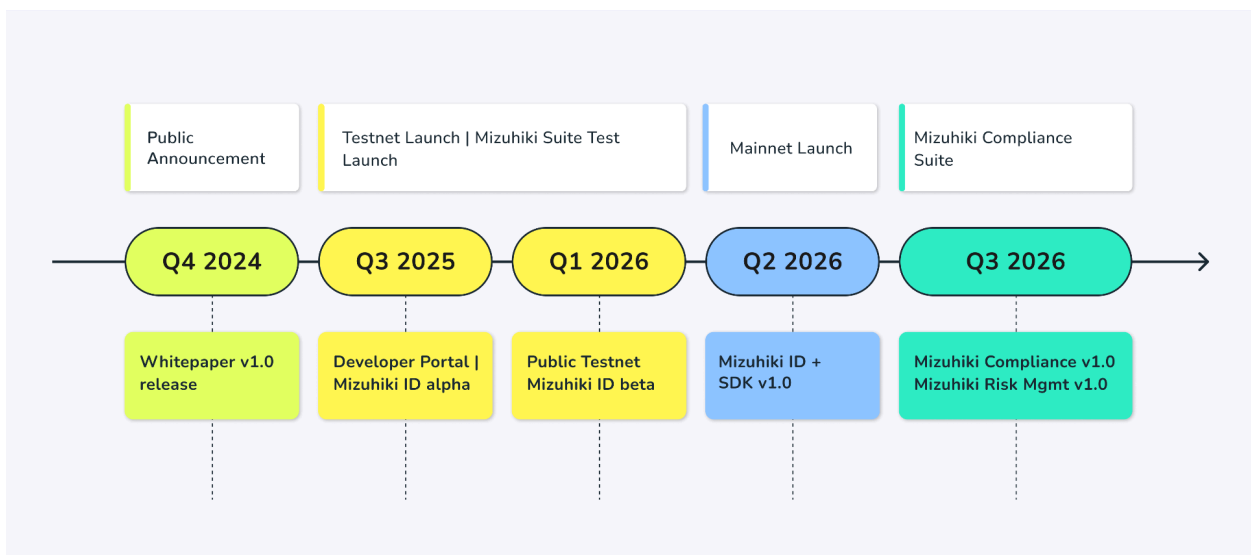 Public
Announcement
Testnet Launch | Mizuhiki Suite Test
Launch
Mainnet Launch
Mizuhiki Compliance
Suite
Q4 2024
Q3 2025
Q1 2026
Q2 2026
Q3 2026
Whitepaper v1.0
release
Developer Portal |
Mizuhiki ID alpha
Public Testnet
Mizuhiki ID beta
Mizuhiki ID +
SDK v1.0
Mizuhiki Compliance v1.0
Mizuhiki Risk Mgmt v1.0